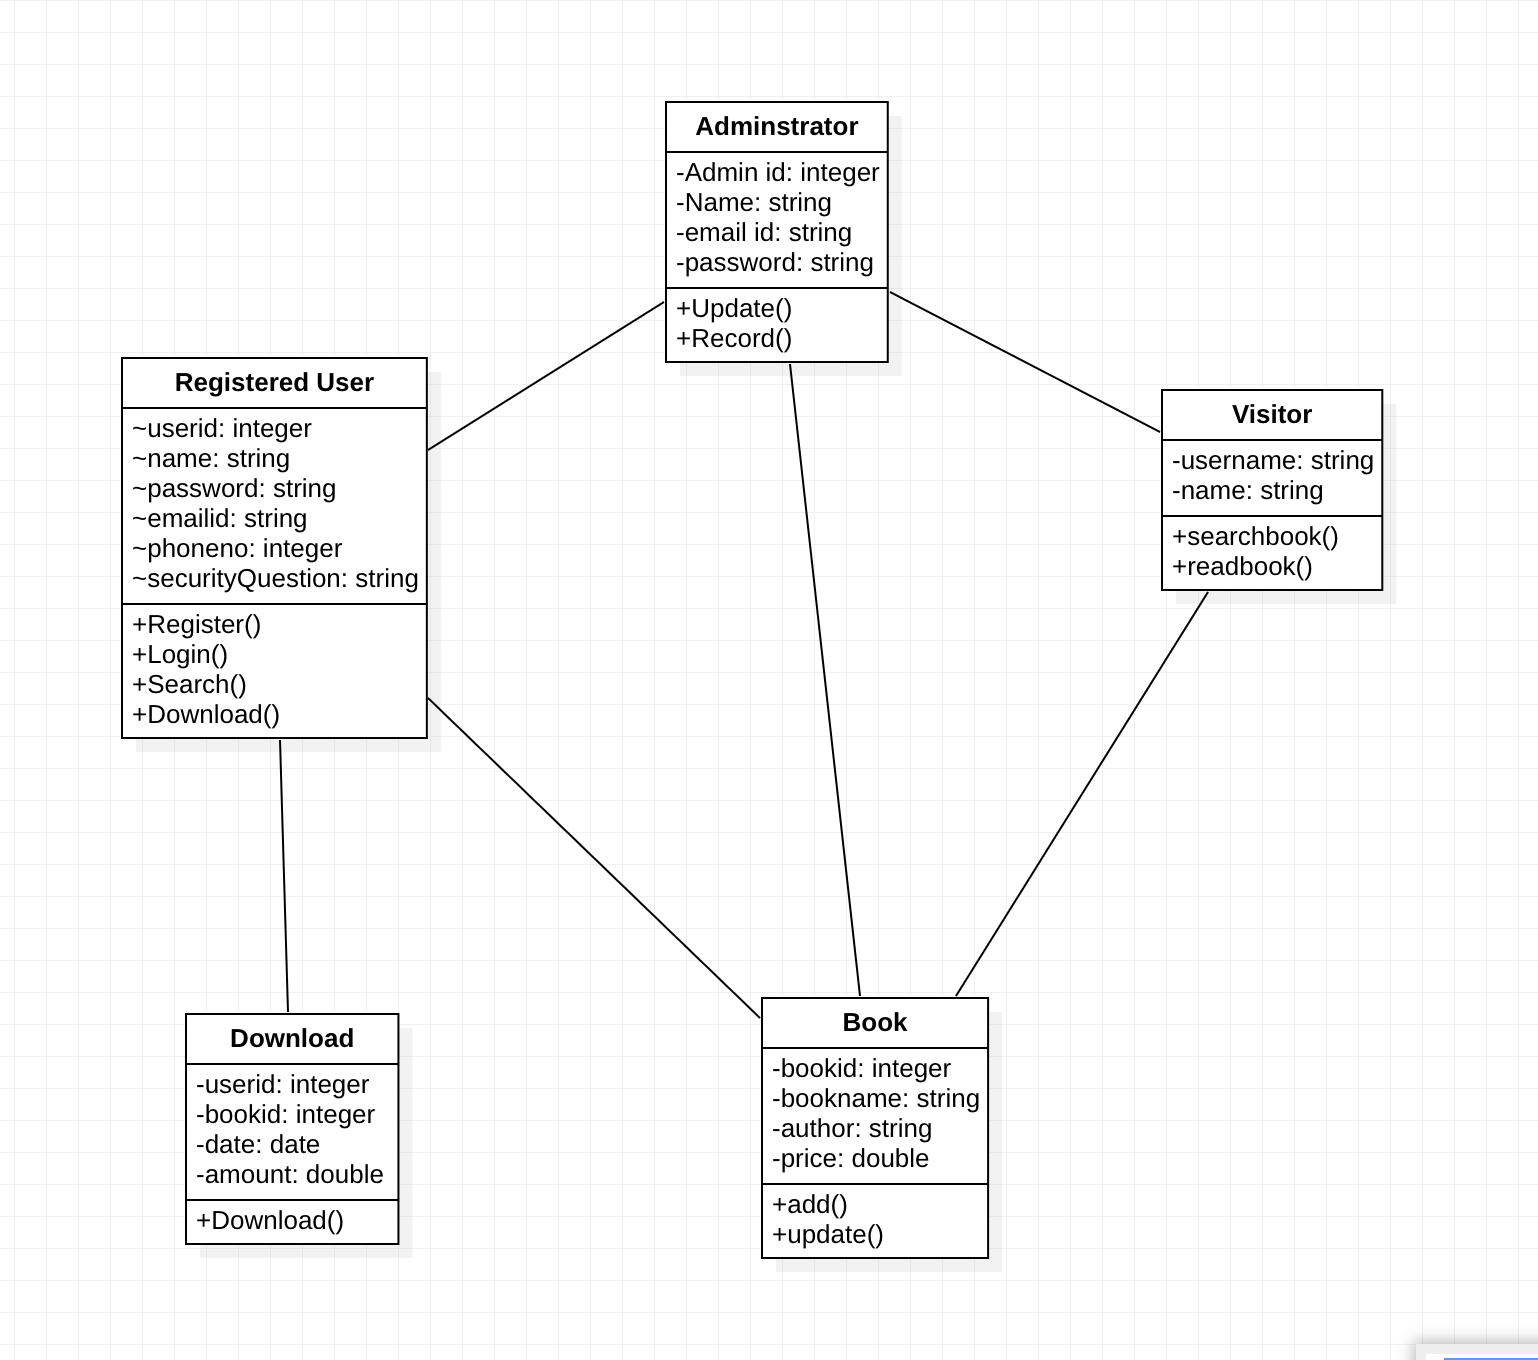 Adminstrator
-Admin id: integer
-Name: string
-email id: string
-password: string
+Update()
+Record()
Registered User
~userid: integer
~name: string
~password: string
~emailid: string
~phoneno: integer
~securityQuestion: string
+Register()
+Login()
+Search()
+Download()
Visitor
-username: string
-name: string
+searchbook()
+readbook()
Download
-userid: integer
-bookid: integer
-date: date
-amount: double
+Download()
Book
-bookid: integer
-bookname: string
-author: string
-price: double
+add()
+update()